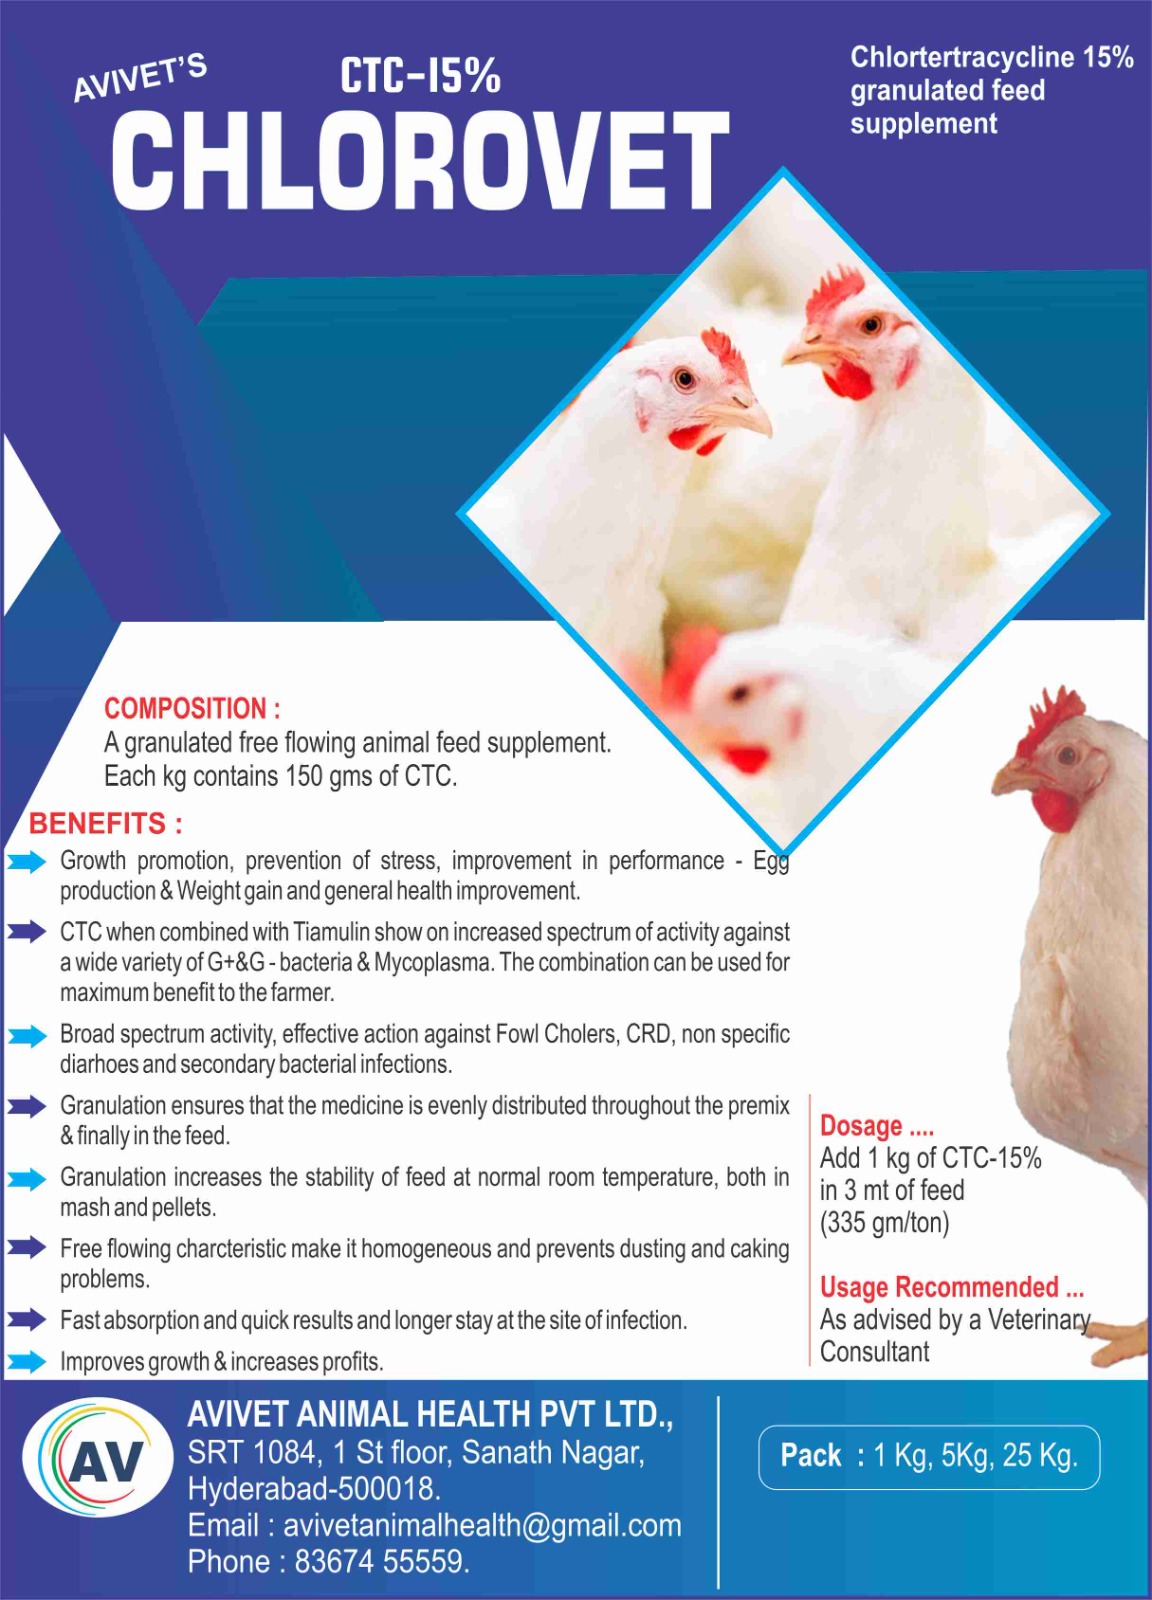 AVIVET'S
CTC-15%
CHLOROVET
Chlortertracycline 15%
granulated feed
supplement
COMPOSITION :
A granulated free flowing animal feed supplement.
Each kg contains 150 gms of CTC.
BENEFITS :
Growth promotion, prevention of stress, improvement in performance - Egg
production & Weight gain and general health improvement.
CTC when combined with Tiamulin show on increased spectrum of activity against
a wide variety of G+&G - bacteria & Mycoplasma. The combination can be used for
maximum benefit to the farmer.
Broad spectrum activity, effective action against Fowl Cholers, CRD, non specific
diarhoes and secondary bacterial infections.
Granulation ensures that the medicine is evenly distributed throughout the premix
& finally in the feed.
Granulation increases the stability of feed at normal room temperature, both in
mash and pellets.
Free flowing charcteristic make it homogeneous and prevents dusting and caking
problems.
Fast absorption and quick results and longer stay at the site of infection.
Improves growth & increases profits.
Dosage ....
Add 1 kg of CTC-15%
in 3 mt of feed
(335 gm/ton)
Usage Recommended ...
As advised by a Veterinary
Consultant
AV
AVIVET ANIMAL HEALTH PVT LTD.,
SRT 1084, 1 St floor, Sanath Nagar,
Hyderabad-500018.
Email : avivetanimalhealth@gmail.com
Phone : 83674 55559.
Pack : 1 Kg, 5Kg, 25 Kg.